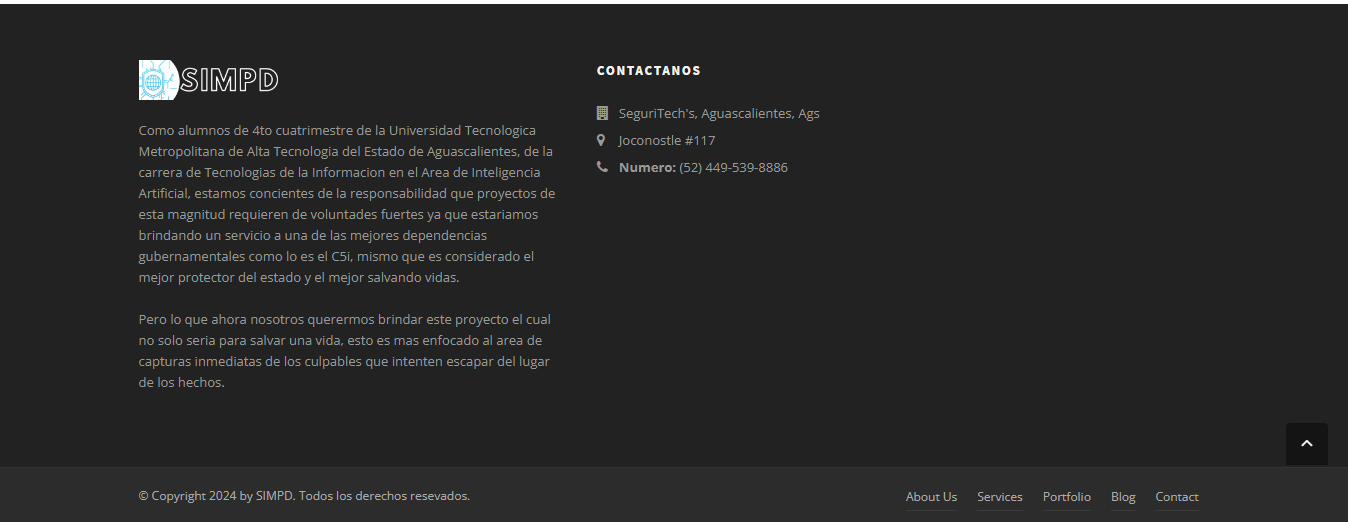 SIMPD
Como alumnos de 4to cuatrimestre de la Universidad Tecnologica
Metropolitana de Alta Tecnologia del Estado de Aguascalientes, de la
carrera de Tecnologias de la Informacion en el Area de Inteligencia
Artificial, estamos concientes de la responsabilidad que proyectos de
esta magnitud requieren de voluntades fuertes ya que estariamos
brindando un servicio a una de las mejores dependencias
gubernamentales como lo es el C5i, mismo que es considerado el
mejor protector del estado y el mejor salvando vidas.
Pero lo que ahora nosotros querermos brindar este proyecto el cual
no solo seria para salvar una vida, esto es mas enfocado al area de
capturas inmediatas de los culpables que intenten escapar del lugar
de los hechos.
CONTACTANOS
SeguriTech's, Aguascalientes, Ags
Joconostle #117
Numero: (52) 449-539-8886
© Copyright 2024 by SIMPD. Todos los derechos resevados.
About Us Services Portfolio Blog Contact